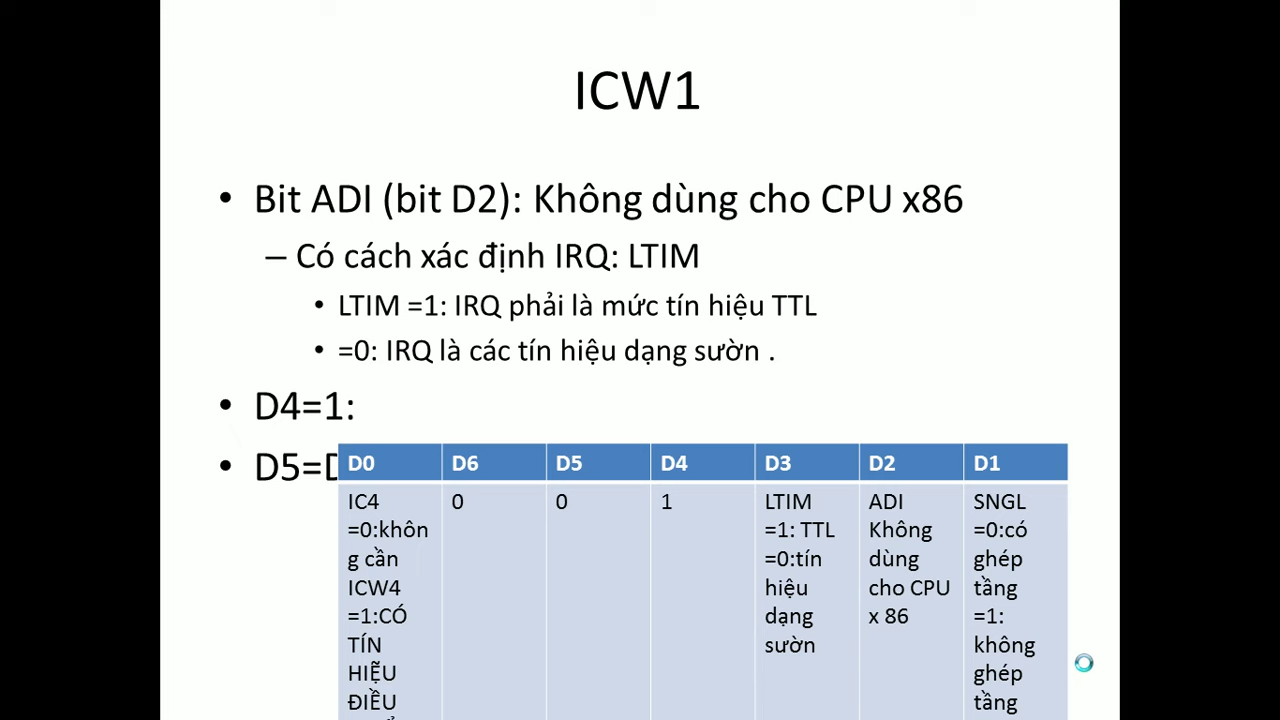 ICW1
• Bit ADI (bit D2): Không dùng cho CPU x86
– Có cách xác định IRQ: LTIM
• LTIM =1: IRQ phải là mức tín hiệu TTL
• =0: IRQ là các tín hiệu dạng sườn .
• D4=1:
• D5=D
D0 D6 D5 D4 D3 D2 D1
IC4 0 0 1 LTIM ADI SNGL
=0:khôn =1: TTL Không =0:có
g cần =0:tín dùng ghép
ICW4 hiệu cho CPU tầng
=1:CÓ dạng x 86 =1:
TÍN sườn không
HIỆU ghép
ĐIỀU tầng